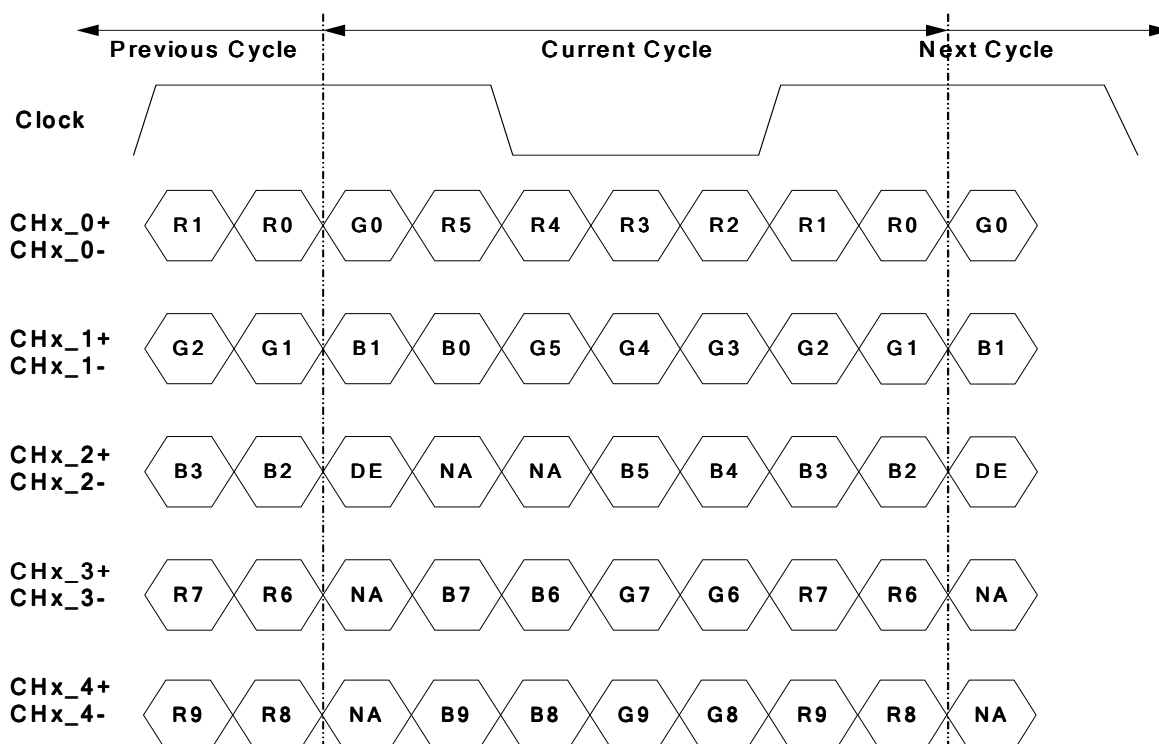 Previous Cycle Current Cycle Next Cycle
Clock
CHx_0+ R1 R0 G0 R5 R4 R3 R2 R1 R0 G0
CHx_0-
CHx_1+ G2 G1 B1 B0 G5 G4 G3 G2 G1 B1
CHx_1-
CHx_2+ B3 B2 DE NA NA B5 B4 B3 B2 DE
CHx_2-
CHx_3+ R7 R6 NA B7 B6 G7 G6 R7 R6 NA
CHx_3-
CHx_4+ R9 R8 NA B9 B8 G9 G8 R9 R8 NA
CHx_4-